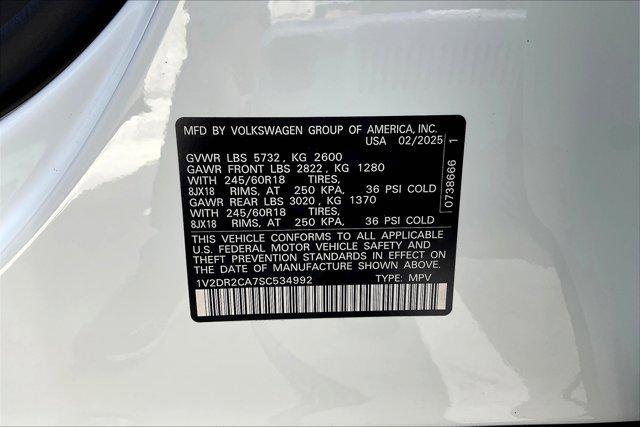 MFD BY VOLKSWAGEN GROUP OF AMERICA, INC.
USA 02/2025
GVWR LBS 5732, KG 2600
GAWR FRONT LBS 2822, KG 1280
WITH 245/60R18 TIRES,
8JX18 RIMS, AT 250 KPA, 36 PSI COLD
GAWR REAR LBS 3020, KG 1370
WITH 245/60R18 TIRES,
8JX18 RIMS, AT 250 KPA, 36 PSI COLD
THIS VEHICLE CONFORMS TO ALL APPLICABLE
U.S. FEDERAL MOTOR VEHICLE SAFETY AND
THEFT PREVENTION STANDARDS IN EFFECT ON
THE DATE OF MANUFACTURE SHOWN ABOVE.
1V2DR2CA7SC534992 TYPE: MPV
0738666 1